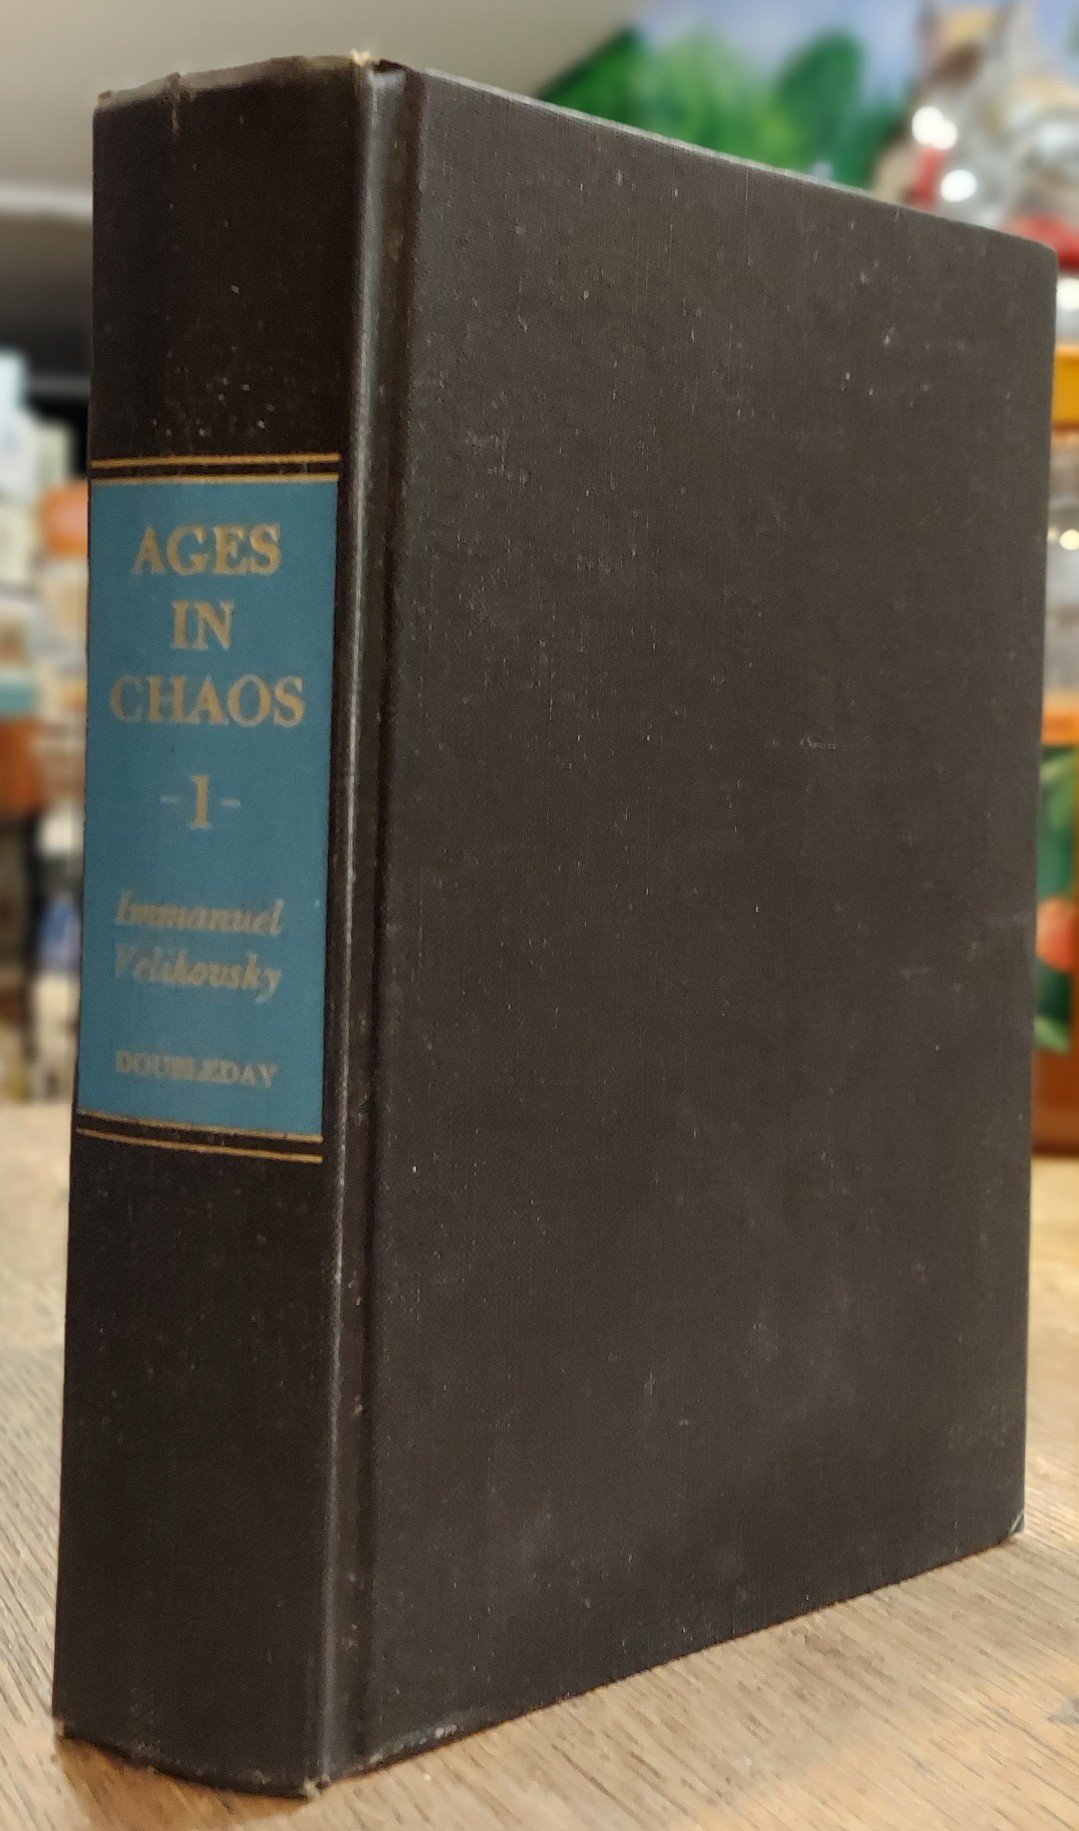 AGES
IN
CHAOS
-1-
Immanuel
Velikovsky
DOUBLEDAY